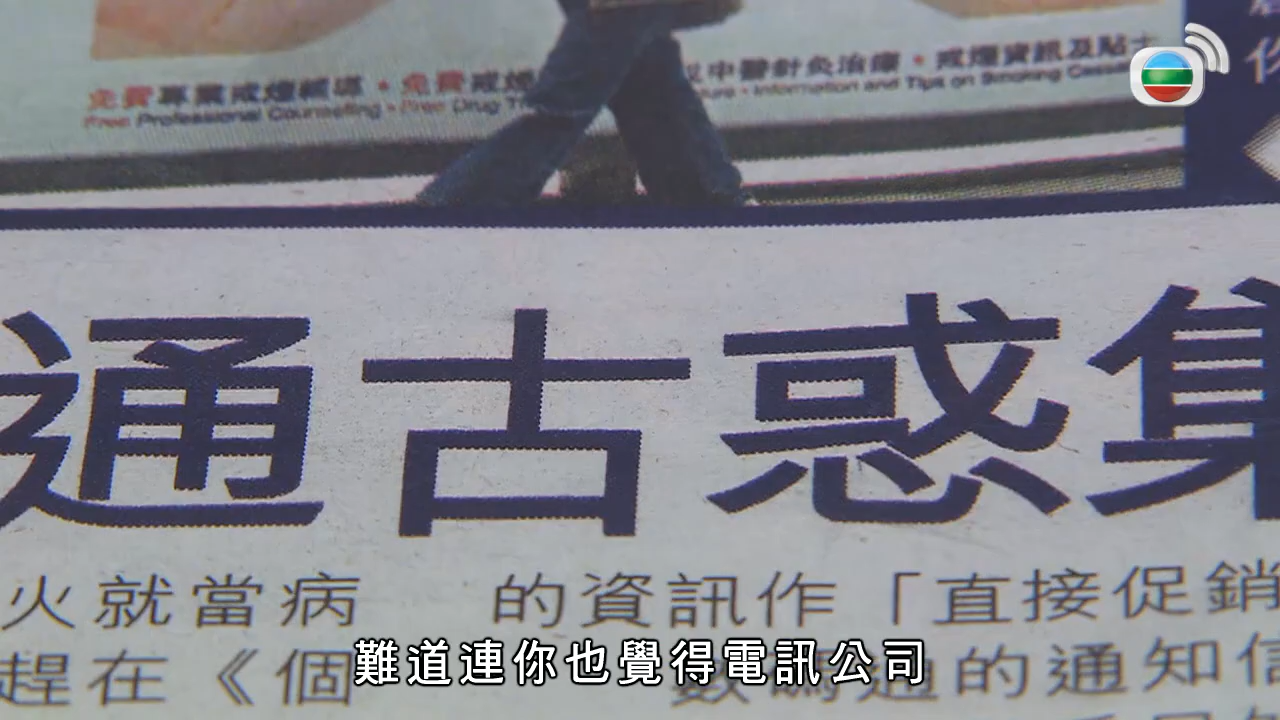 免費專業戒煙輔導・免費戒煙
中醫針灸治療・戒煙資訊及貼士
Free Professional Counselling • Free Drug
Information and Tips on Smoking
你
通古惑集
火就當病
的資訊作「直接促銷
趕在《個
的通知信
難道連你也覺得電訊公司